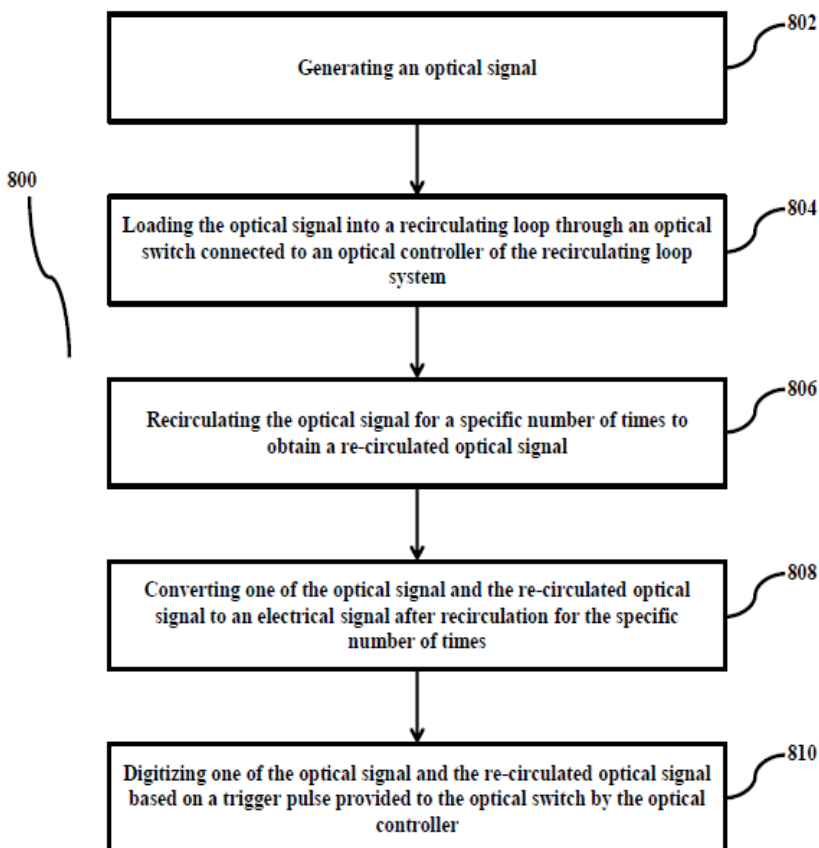 802
Generating an optical signal
800
804
Loading the optical signal into a recirculating loop through an optical
switch connected to an optical controller of the recirculating loop
system
806
Recirculating the optical signal for a specific number of times to
obtain a re-circulated optical signal
808
Converting one of the optical signal and the re-circulated optical
signal to an electrical signal after recirculation for the specific
number of times
810
Digitizing one of the optical signal and the re-circulated optical signal
based on a trigger pulse provided to the optical switch by the optical
controller